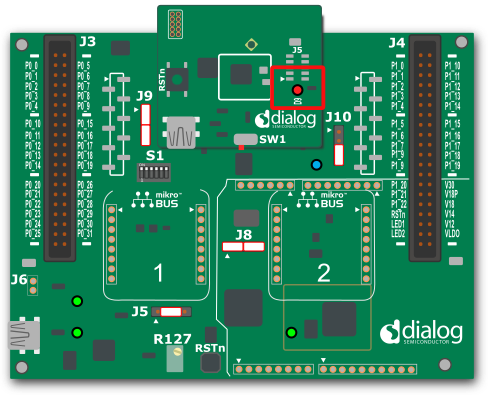 J3
J5
J4
RSTn
D1
dialog
SEMICONDUCTOR
SW1
J9
J10
S1
P0_0 P0_5
P0_1 P0_6
P0_2 P0_7
P0_3 P0_8
P0_4 P0_9
P0_10 P0_15
P0_11 P0_16
P0_12 P0_17
P0_13 P0_18
P0_14 P0_19
P0_20 P0_26
P0_21 P0_27
P0_22 P0_28
P0_23 P0_29
P0_24 P0_30
P0_25 P0_31
P1_0 P1_10
P1_1 P1_11
P1_2 P1_12
P1_3 P1_13
P1_4 P1_14
P1_5 P1_15
P1_6 P1_16
P1_7 P1_17
P1_8 P1_18
P1_9 P1_19
P1_20 V30
P1_21 V18P
P1_22 V18
RSTn V14
LED1 V12
LED2 VLDO
mikro™
BUS
1
mikro™
BUS
2
J8
J6
J5
R127
RSTn
dialog
SEMICONDUCTOR